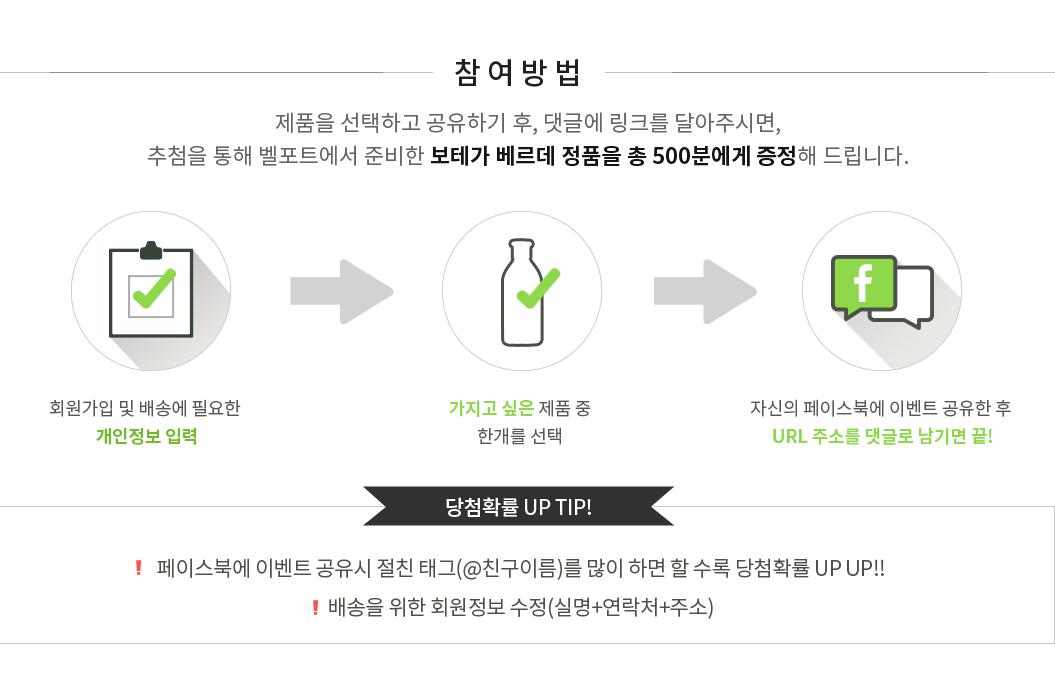 참여방법
제품을 선택하고 공유하기 후, 댓글에 링크를 달아주시면,
추첨을 통해 벨포트에서 준비한 보테가 베르데 정품을 총 500분에게 증정해 드립니다.
회원가입 및 배송에 필요한
개인정보 입력
가지고 싶은 제품 중
한개를 선택
f
자신의 페이스북에 이벤트 공유한 후
URL 주소를 댓글로 남기면 끝!
당첨확률 UP TIP!
! 페이스북에 이벤트 공유시 절친 태그(@친구이름)를 많이 하면 할 수록 당첨확률 UP UP!!
! 배송을 위한 회원정보 수정(실명+연락처+주소)